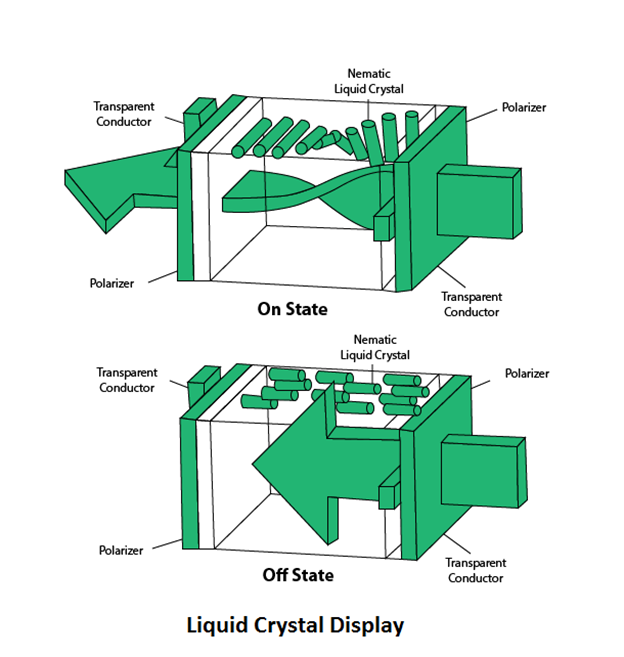 Nematic
Liquid Crystal
Transparent
Conductor
Polarizer
Polarizer
Transparent
Conductor
On State
Nematic
Liquid Crystal
Transparent
Conductor
Polarizer
Polarizer
Transparent
Conductor
Off State
Liquid Crystal Display